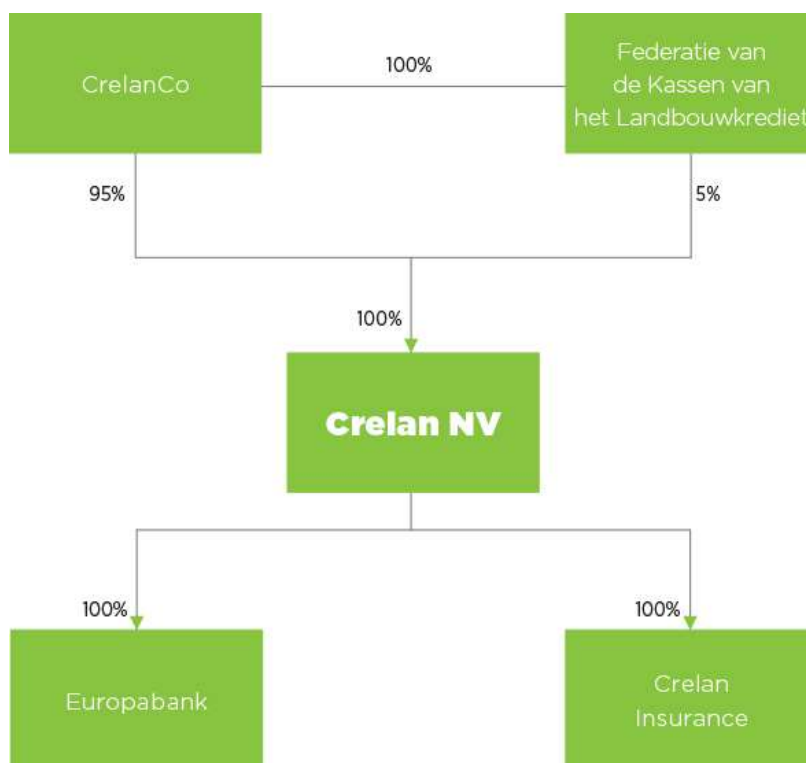 CrelanCo
100%
Federatie van
de Kassen van
het Landbouwkrediet
95%
5%
100%
Crelan NV
100%
100%
Europabank
Crelan
Insurance